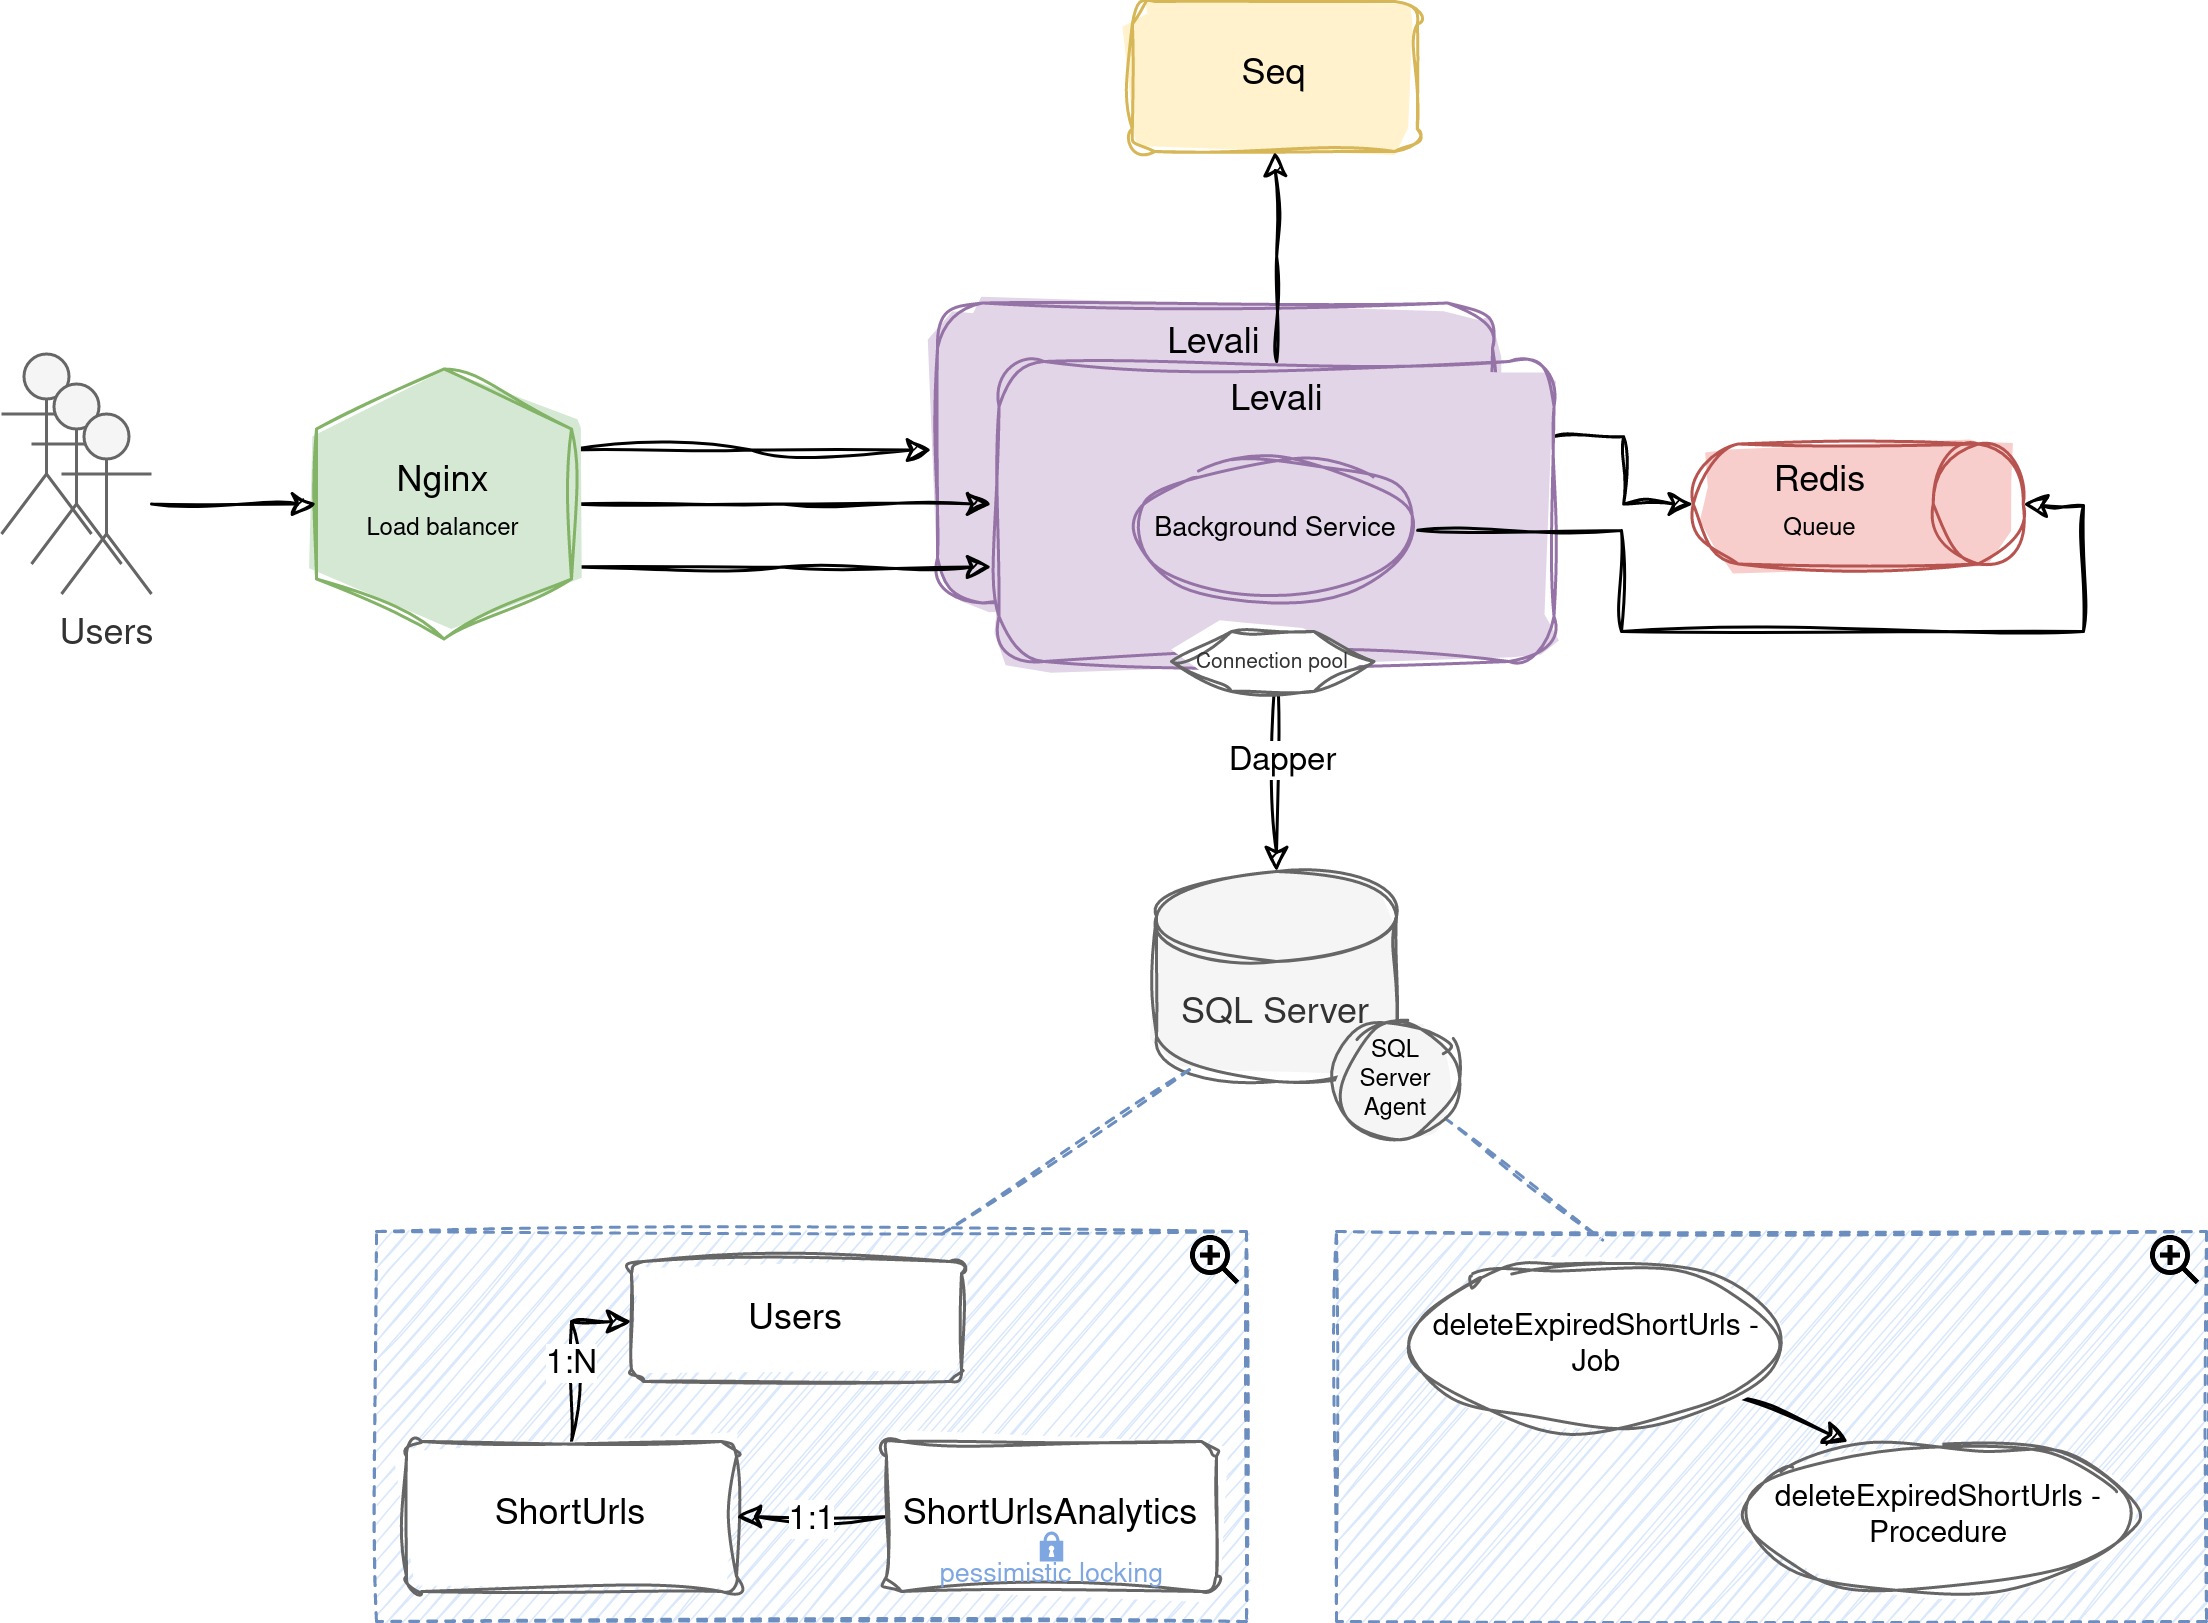 Seq
Levali
Levali
Nginx
Load balancer
Background Service
Redis
Queue
Users
Connection pool
Dapper
SQL Server
SQL
Server
Agent
Users
1:N
ShortUrls
1:1
ShortUrlsAnalytics
pessimistic locking
deleteExpiredShortUrls -
Job
deleteExpiredShortUrls -
Procedure